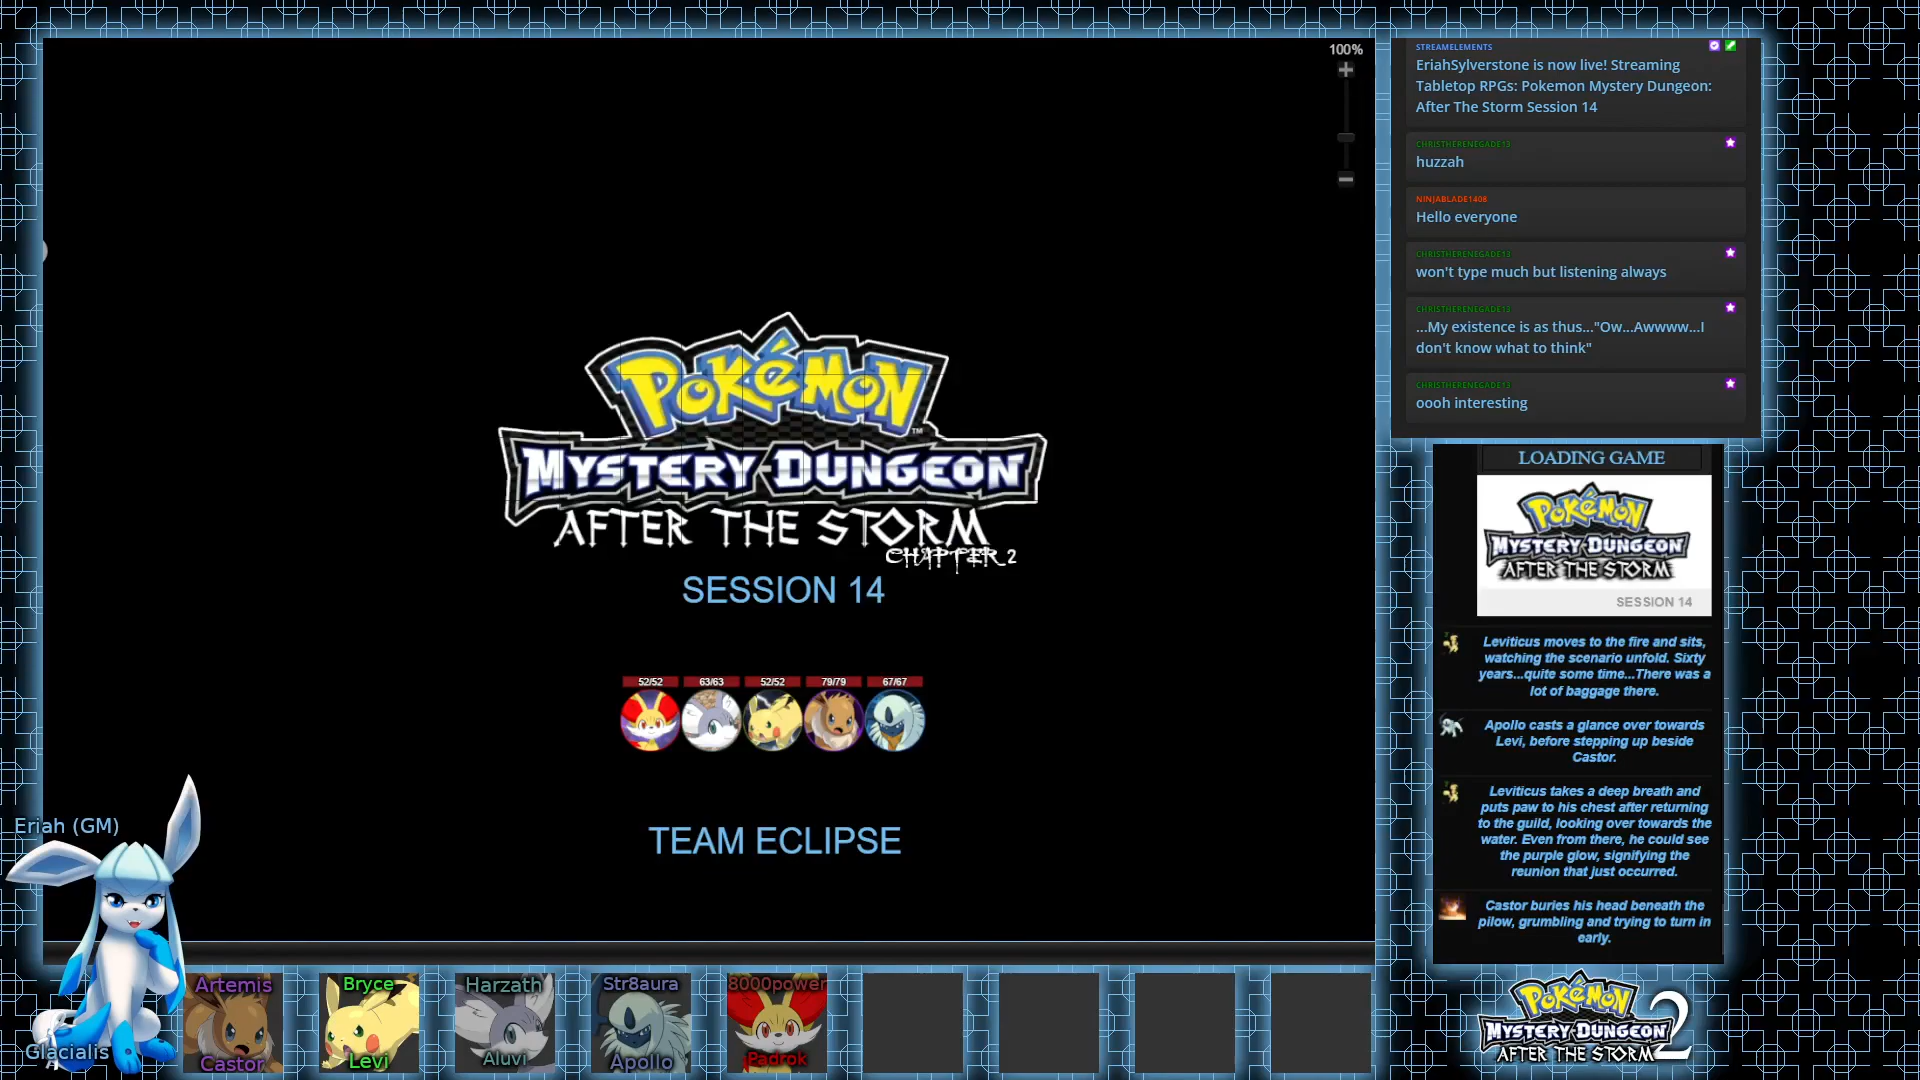 100%
POKéMON
™
MYSTERY DUNGEON
AFTER THE STORM
CHAPTER 2
SESSION 14
52/52 63/63 52/52 79/79 67/67
TEAM ECLIPSE
STREAMELEMENTS
EriahSylverstone is now live! Streaming
Tabletop RPGs: Pokemon Mystery Dungeon:
After The Storm Session 14
CHRISTHERENEGADE13
huzzah
NINJABLADE1408
Hello everyone
CHRISTHERENEGADE13
won't type much but listening always
CHRISTHERENEGADE13
...My existence is as thus..."Ow...Awwww...I
don't know what to think"
CHRISTHERENEGADE13
oooh interesting
LOADING GAME
POKéMON
MYSTERY DUNGEON
AFTER THE STORM
SESSION 14
Leviticus moves to the fire and sits,
watching the scenario unfold. Sixty
years...quite some time...There was a
lot of baggage there.
Apollo casts a glance over towards
Levi, before stepping up beside
Castor.
Leviticus takes a deep breath and
puts paw to his chest after returning
to the guild, looking over towards the
water. Even from there, he could see
the purple glow, signifying the
reunion that just occurred.
Castor buries his head beneath the
pilow, grumbling and trying to turn in
early.
Eriah (GM)
Glacialis
Artemis
Castor
Bryce
Levi
Harzath
Aluvi
Str8aura
Apollo
8000power
Padrok
POKéMON
MYSTERY DUNGEON 2
AFTER THE STORM